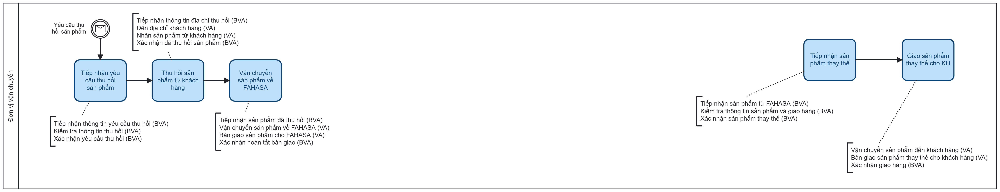 Đơn vị vận chuyển
Yêu cầu thu
hồi sản phẩm
Tiếp nhận thông tin địa chỉ thu hồi (BVA)
Đến địa chỉ khách hàng (VA)
Nhận sản phẩm từ khách hàng (VA)
Xác nhận đã thu hồi sản phẩm (BVA)
Tiếp nhận yêu
cầu thu hồi
sản phẩm
Thu hồi sản
phẩm từ khách
hàng
Vận chuyển
sản phẩm về
FAHASA
Tiếp nhận thông tin yêu cầu thu hồi (BVA)
Kiểm tra thông tin thu hồi (BVA)
Xác nhận yêu cầu thu hồi (BVA)
Tiếp nhận sản phẩm đã thu hồi (BVA)
Vận chuyển sản phẩm về FAHASA (VA)
Bàn giao sản phẩm cho FAHASA (VA)
Xác nhận hoàn tất bàn giao (BVA)
Tiếp nhận sản
phẩm thay thế
Giao sản phẩm
thay thế cho KH
Tiếp nhận sản phẩm từ FAHASA (BVA)
Kiểm tra thông tin sản phẩm và giao hàng (BVA)
Xác nhận sản phẩm thay thế (BVA)
Vận chuyển sản phẩm đến khách hàng (VA)
Bàn giao sản phẩm thay thế cho khách hàng (VA)
Xác nhận giao hàng (BVA)